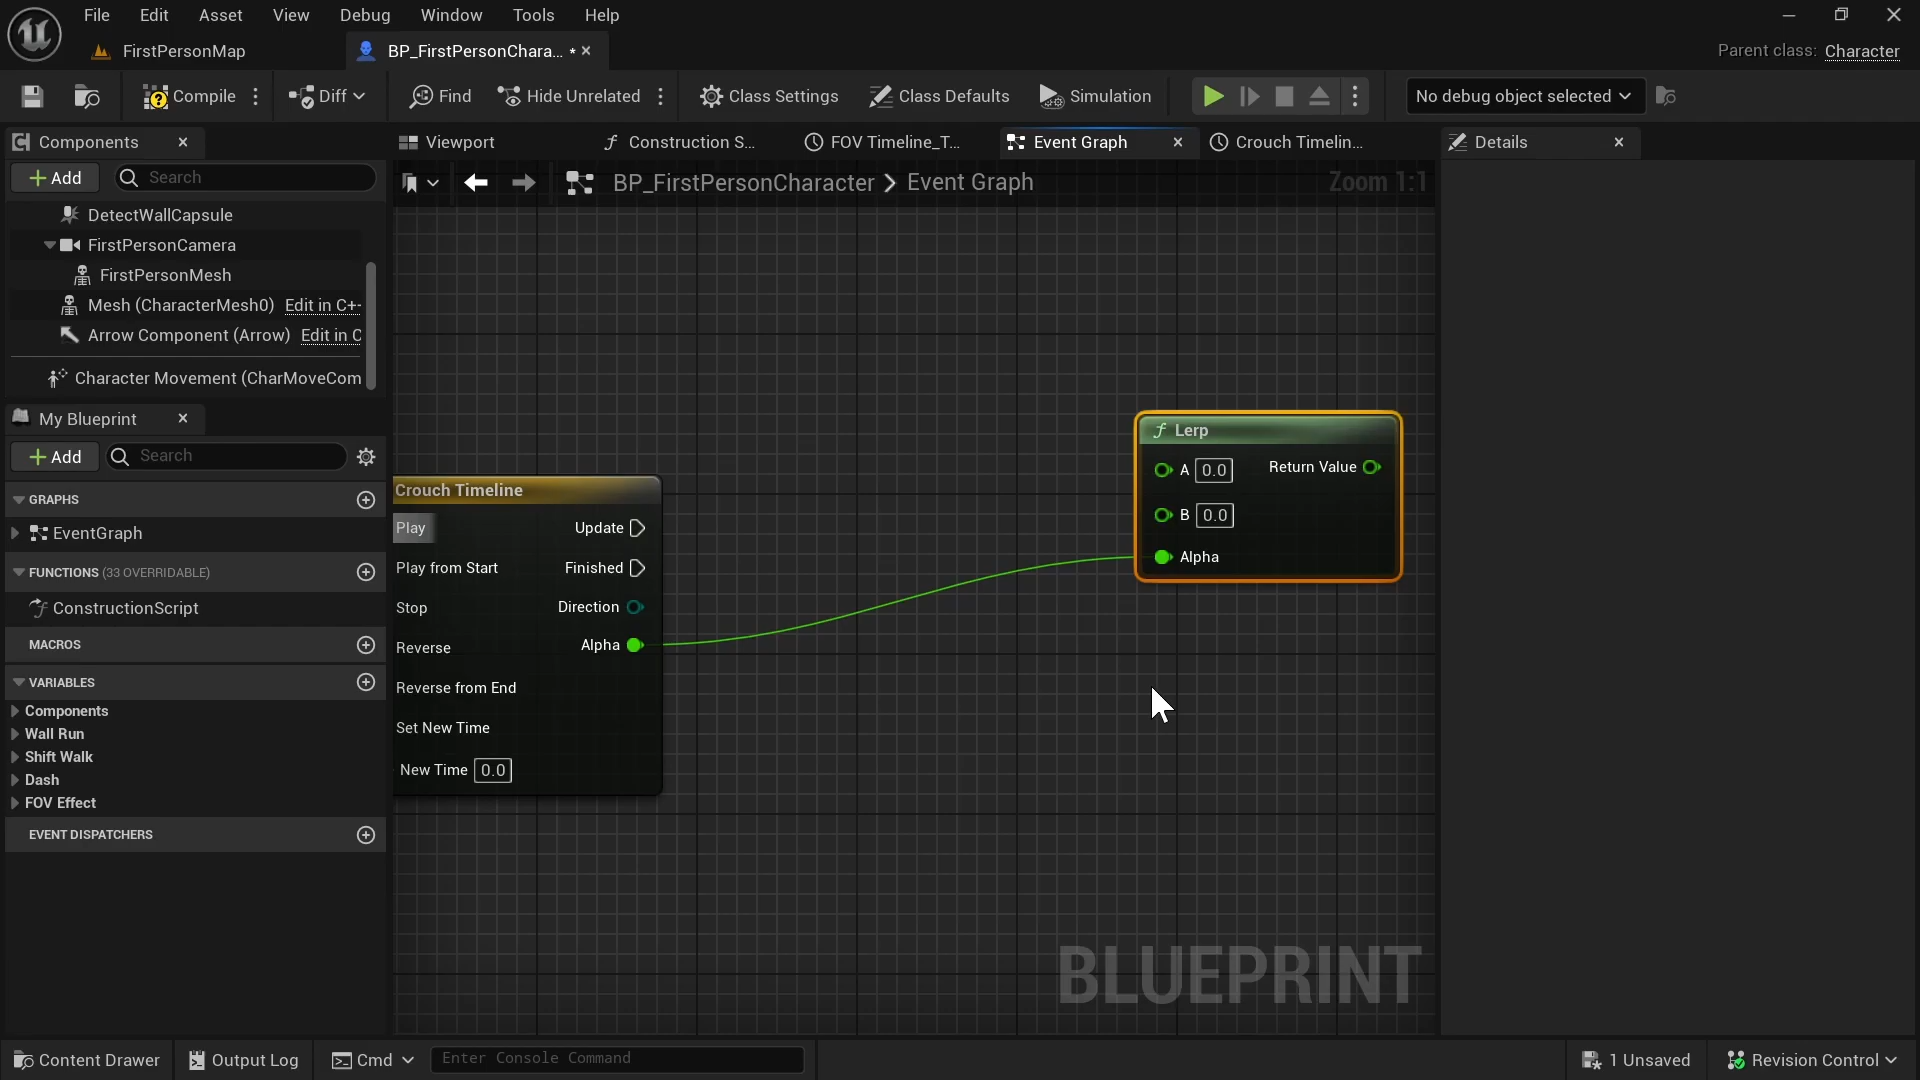 File Edit Asset View Debug Window Tools Help
FirstPersonMap
BP_FirstPersonChara... *
Parent class: Character
Compile
Diff
Find
Hide Unrelated
Class Settings
Class Defaults
Simulation
No debug object selected
Components
Viewport
Construction S...
FOV Timeline_T...
Event Graph
Crouch Timelin...
Details
+ Add
Search
BP_FirstPersonCharacter > Event Graph
Zoom 1:1
DetectWallCapsule
FirstPersonCamera
FirstPersonMesh
Mesh (CharacterMesh0) Edit in C+-
Arrow Component (Arrow) Edit in C
Character Movement (CharMoveCom
My Blueprint
+ Add
Search
GRAPHS
EventGraph
FUNCTIONS (33 OVERRIDABLE)
ConstructionScript
MACROS
VARIABLES
Components
Wall Run
Shift Walk
Dash
FOV Effect
EVENT DISPATCHERS
Crouch Timeline
Play
Update
Play from Start
Finished
Stop
Direction
Reverse
Alpha
Reverse from End
Set New Time
New Time 0.0
Lerp
A 0.0
Return Value
B 0.0
Alpha
BLUEPRINT
Content Drawer
Output Log
Cmd
Enter Console Command
1 Unsaved
Revision Control